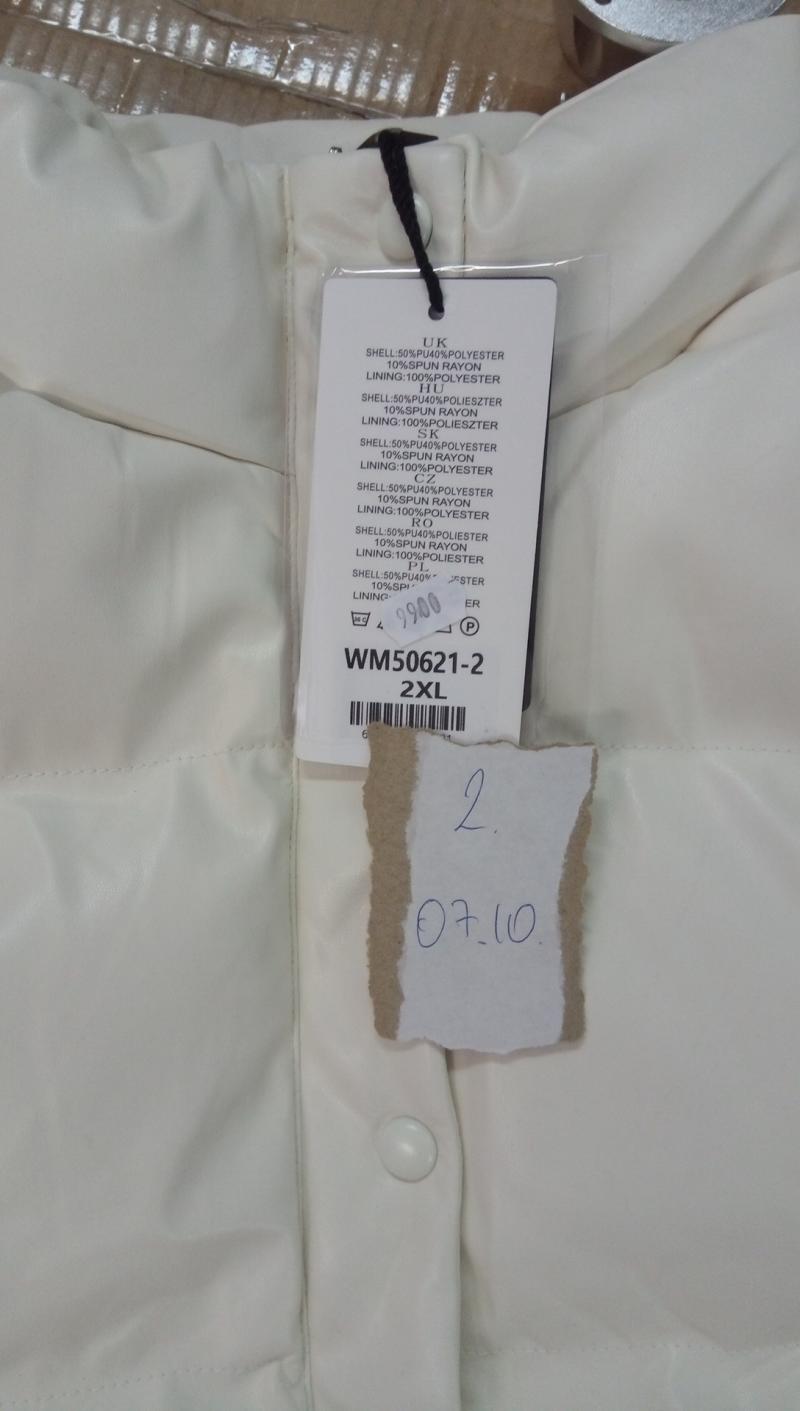 UK
SHELL:50%PU40%POLYESTER
10%SPUN RAYON
LINING:100%POLYESTER
HU
SHELL:50%PU40%POLIESZTER
10%SPUN RAYON
LINING:100%POLIESZTER
SK
SHELL:50%PU40%POLYESTER
10%SPUN RAYON
LINING:100%POLYESTER
CZ
SHELL:50%PU40%POLYESTER
10%SPUN RAYON
LINING:100%POLYESTER
RO
SHELL:50%PU40%POLIESTER
10%SPUN RAYON
LINING:100%POLIESTER
PL
SHELL:50%PU40%
10%
9900
P
WM50621-2
2XL
2.
07.10.